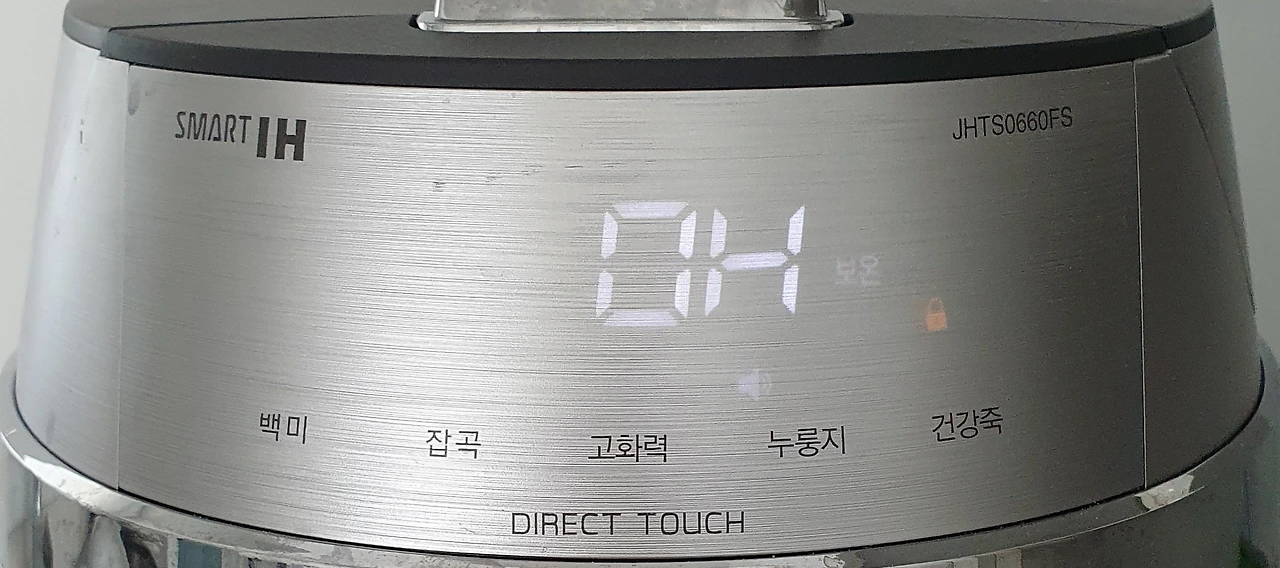 SMART IH
JHTS0660FS
0H 보온
백미 잡곡 고화력 누룽지 건강죽
DIRECT TOUCH